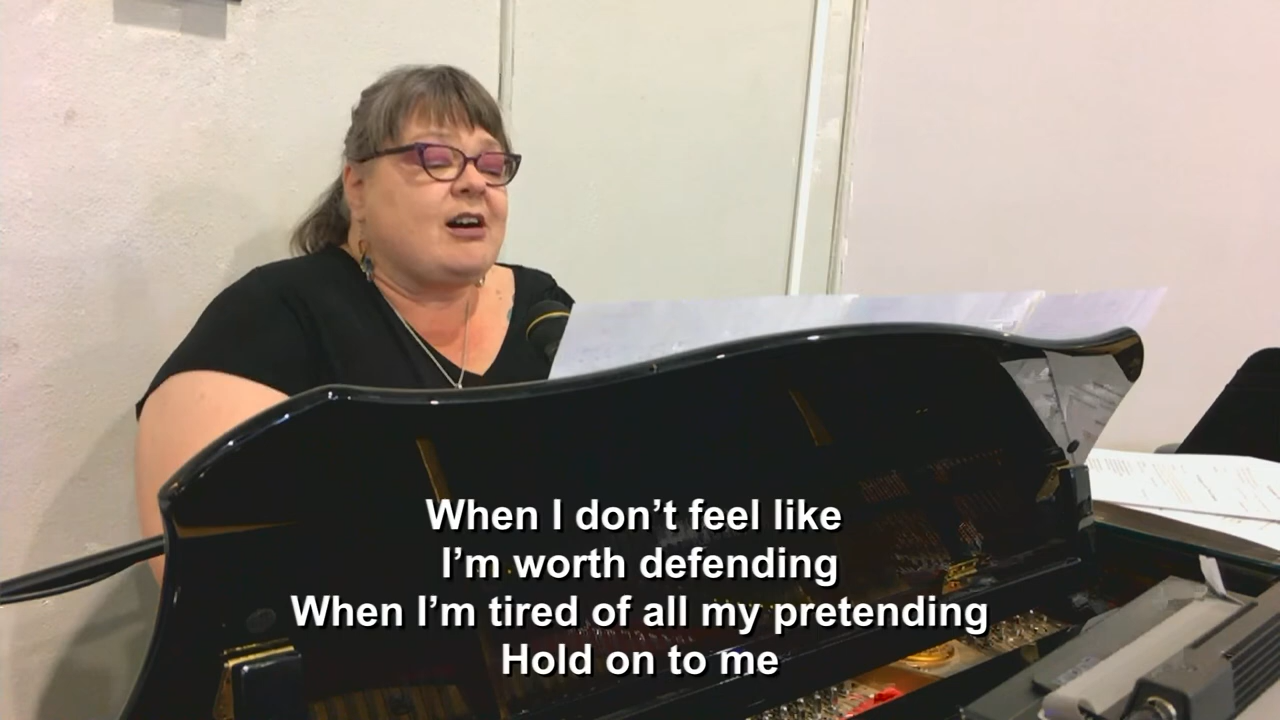 When I don’t feel like
I’m worth defending
When I’m tired of all my pretending
Hold on to me